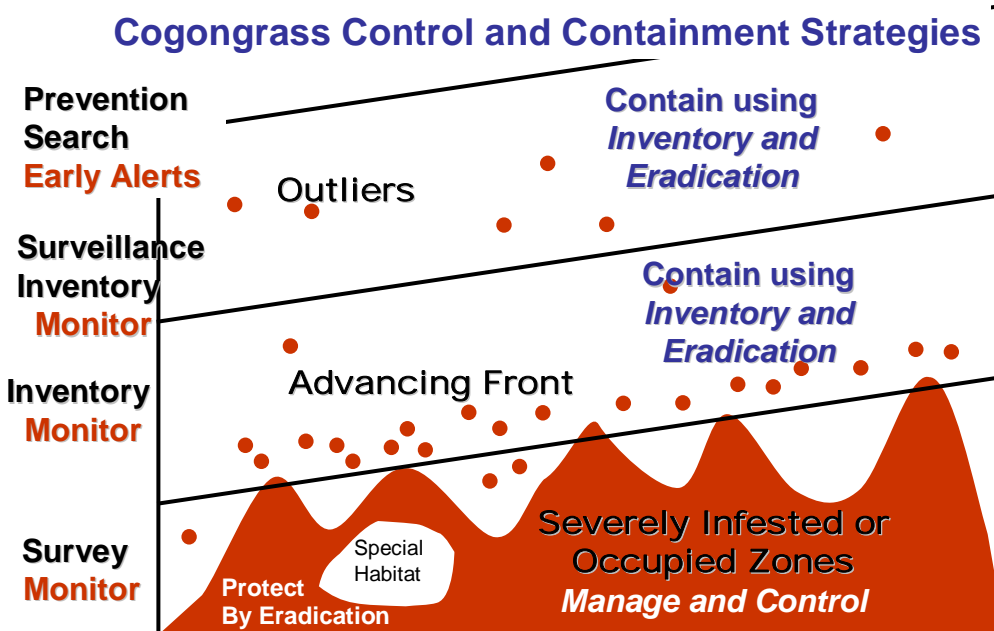 Cogongrass Control and Containment Strategies
Prevention
Search
Early Alerts
Contain using
Inventory and
Eradication
Outliers
Surveillance
Inventory
Monitor
Contain using
Inventory and
Eradication
Inventory
Monitor
Advancing Front
Survey
Monitor
Special
Habitat
Protect
By Eradication
Severely Infested or
Occupied Zones
Manage and Control